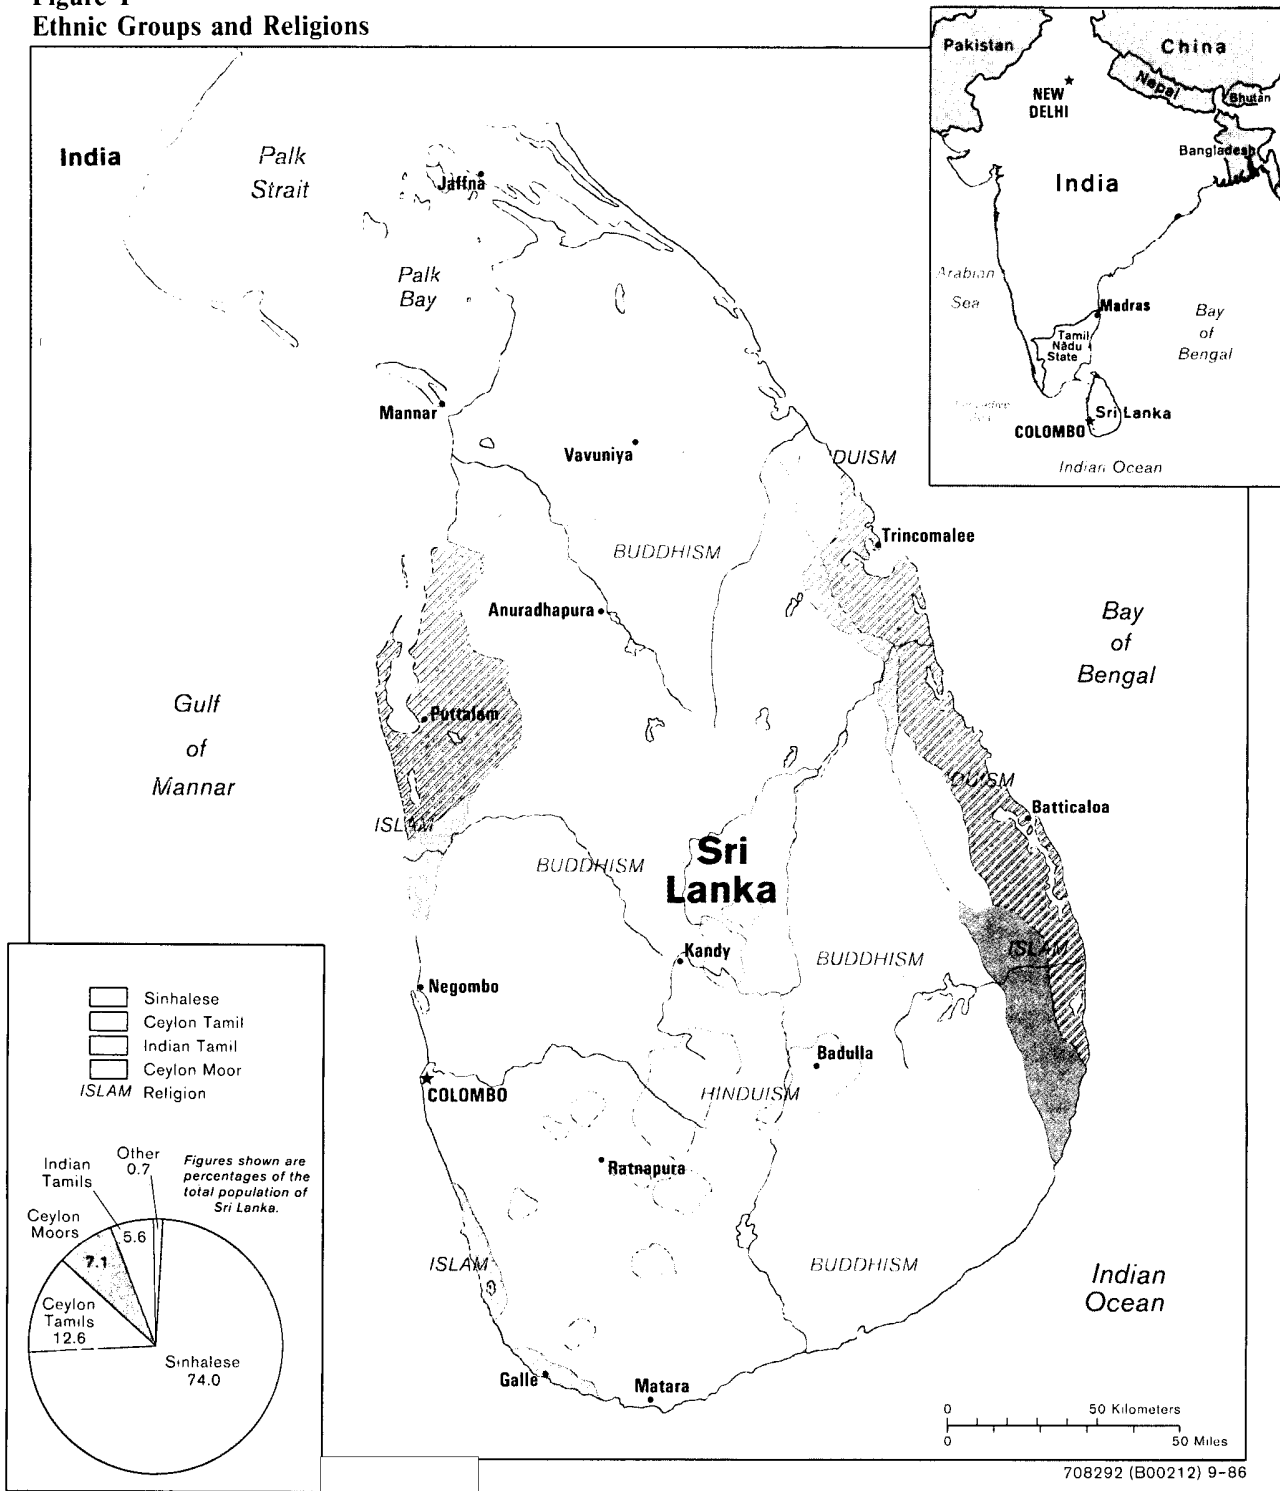 Ethnic Groups and Religions
Pakistan
China
Nepal
Bhutan
NEW
DELHI
Bangladesh
India
Arabian
Sea
Madras
Bay
of
Bengal
Tamil
Nādu
State
Sri Lanka
COLOMBO
Indian Ocean
India
Palk
Strait
Jaffna
Palk
Bay
Mannar
Vavuniya
DUISM
Trincomalee
BUDDHISM
Anuradhapura
Bay
of
Bengal
Gulf
of
Mannar
Puttalam
DUISM
Batticaloa
ISLAM
BUDDHISM
Sri
Lanka
Kandy
BUDDHISM
ISLAM
Negombo
Badulla
COLOMBO
HINDUISM
Ratnapura
ISLAM
BUDDHISM
Indian
Ocean
Galle
Matara
Sinhalese
Ceylon Tamil
Indian Tamil
Ceylon Moor
ISLAM Religion
Figures shown are
percentages of the
total population of
Sri Lanka.
Other
0.7
Indian
Tamils
5.6
Ceylon
Moors
7.1
Ceylon
Tamils
12.6
Sinhalese
74.0
0 50 Kilometers
0 50 Miles
708292 (B00212) 9-86